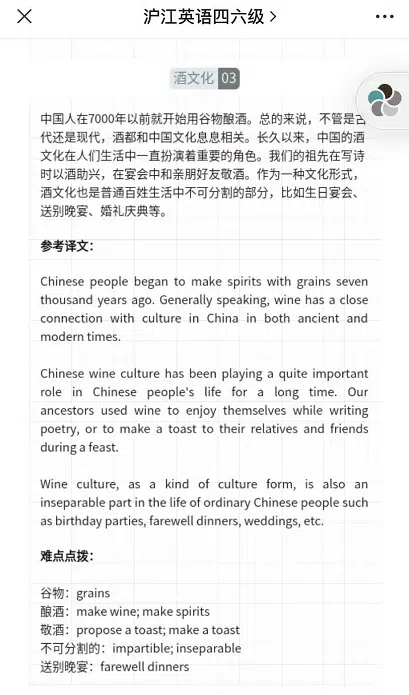 沪江英语四六级
酒文化 03
中国人在7000年以前就开始用谷物酿酒。总的来说，不管是古
代还是现代，酒都和中国文化息息相关。长久以来，中国的酒
文化在人们生活中一直扮演着重要的角色。我们的祖先在写诗
时以酒助兴，在宴会中和亲朋好友敬酒。作为一种文化形式，
酒文化也是普通百姓生活中不可分割的部分，比如生日宴会、
送别晚宴、婚礼庆典等。
参考译文：
Chinese people began to make spirits with grains seven
thousand years ago. Generally speaking, wine has a close
connection with culture in China in both ancient and
modern times.
Chinese wine culture has been playing a quite important
role in Chinese people's life for a long time. Our
ancestors used wine to enjoy themselves while writing
poetry, or to make a toast to their relatives and friends
during a feast.
Wine culture, as a kind of culture form, is also an
inseparable part in the life of ordinary Chinese people such
as birthday parties, farewell dinners, weddings, etc.
难点点拨：
谷物：grains
酿酒：make wine; make spirits
敬酒：propose a toast; make a toast
不可分割的：impartible; inseparable
送别晚宴：farewell dinners